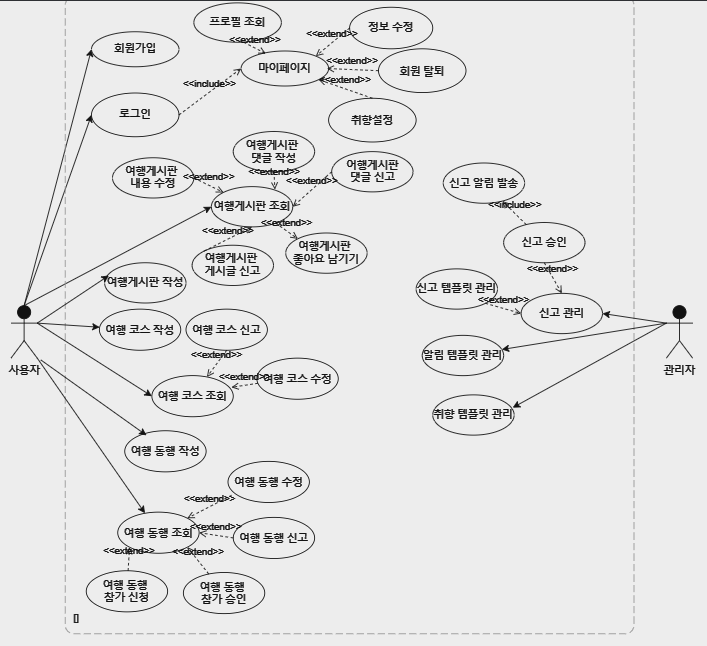 프로필 조회
정보 수정
<<extend>>
<<extend>>
회원가입
마이페이지
<<extend>>
회원 탈퇴
<<extend>>
<<include>>
로그인
취향설정
여행게시판
댓글 작성
여행게시판
내용 수정
<<extend>>
<<extend>>
<<extend>>
여행게시판
댓글 신고
신고 알림 발송
<<include>>
여행게시판 조회
<<extend>>
<<extend>>
여행게시판
게시글 신고
여행게시판
좋아요 남기기
신고 승인
<<extend>>
여행게시판 작성
신고 템플릿 관리
<<extend>>
신고 관리
여행 코스 작성
여행 코스 신고
<<extend>>
알림 템플릿 관리
사용자
관리자
<<extend>>
여행 코스 수정
여행 코스 조회
취향 템플릿 관리
여행 동행 작성
여행 동행 수정
<<extend>>
여행 동행 조회
<<extend>>
여행 동행 신고
<<extend>>
<<extend>>
여행 동행
참가 신청
여행 동행
참가 승인
[]